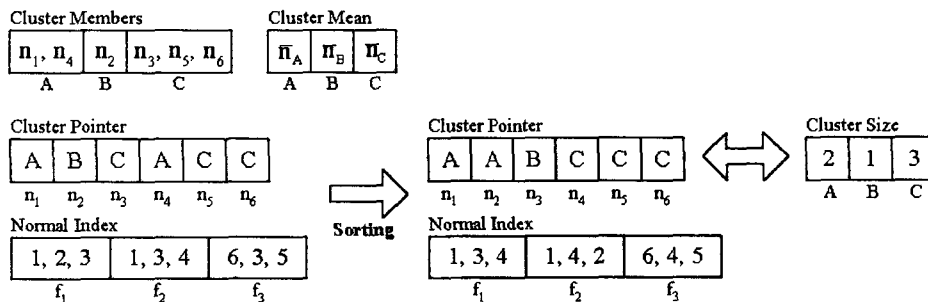 Cluster Members
n1, n4 n2 n3, n5, n6
A B C
Cluster Mean
n̅A n̅B n̅C
A B C
Cluster Pointer
A B C A C C
n1 n2 n3 n4 n5 n6
Normal Index
1, 2, 3 1, 3, 4 6, 3, 5
f1 f2 f3
Sorting
Cluster Pointer
A A B C C C
n1 n2 n3 n4 n5 n6
Normal Index
1, 3, 4 1, 4, 2 6, 4, 5
f1 f2 f3
Cluster Size
2 1 3
A B C